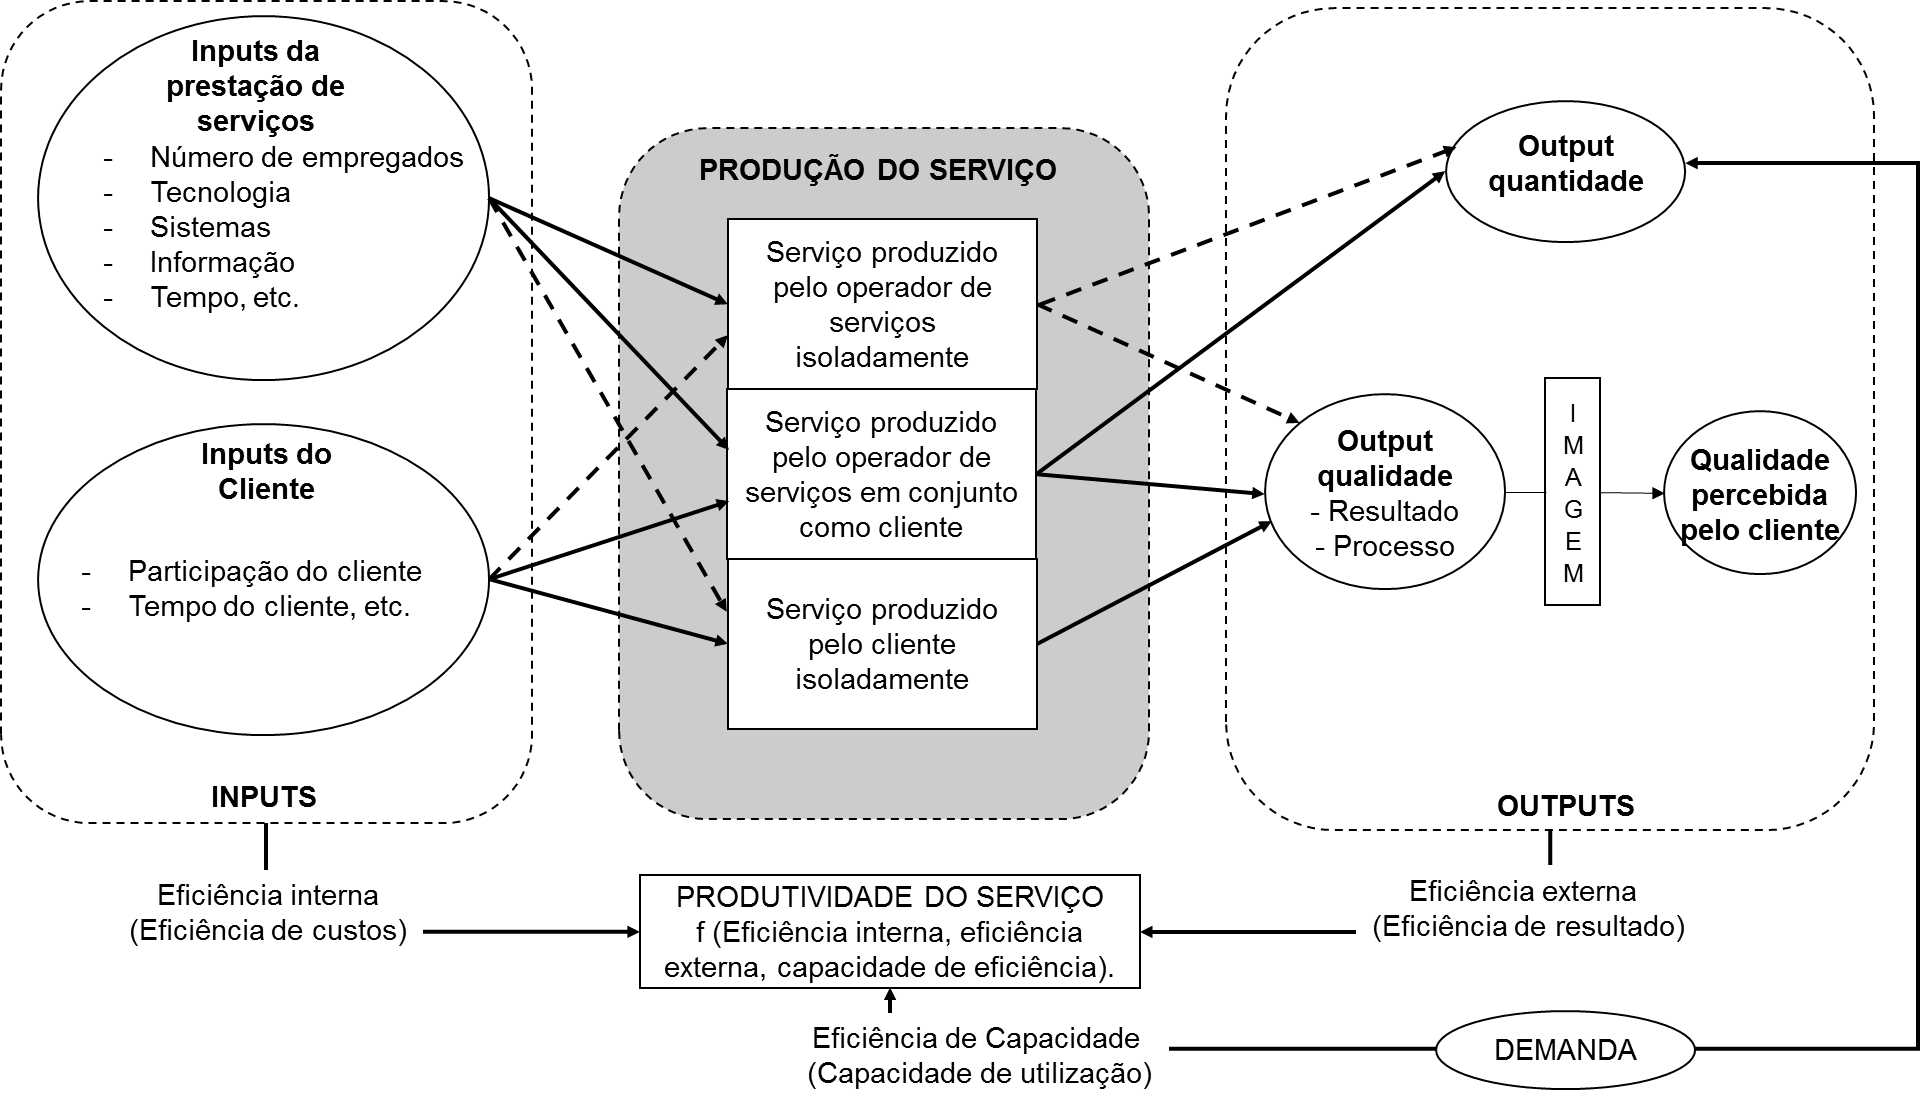 Inputs da
prestação de
serviços
- Número de empregados
- Tecnologia
- Sistemas
- Informação
- Tempo, etc.
Inputs do
Cliente
- Participação do cliente
- Tempo do cliente, etc.
INPUTS
PRODUÇÃO DO SERVIÇO
Serviço produzido
pelo operador de
serviços
isoladamente
Serviço produzido
pelo operador de
serviços em conjunto
como cliente
Serviço produzido
pelo cliente
isoladamente
Output
quantidade
Output
qualidade
- Resultado
- Processo
I
M
A
G
E
M
Qualidade
percebida
pelo cliente
OUTPUTS
Eficiência interna
(Eficiência de custos)
PRODUTIVIDADE DO SERVIÇO
f (Eficiência interna, eficiência
externa, capacidade de eficiência).
Eficiência externa
(Eficiência de resultado)
Eficiência de Capacidade
(Capacidade de utilização)
DEMANDA